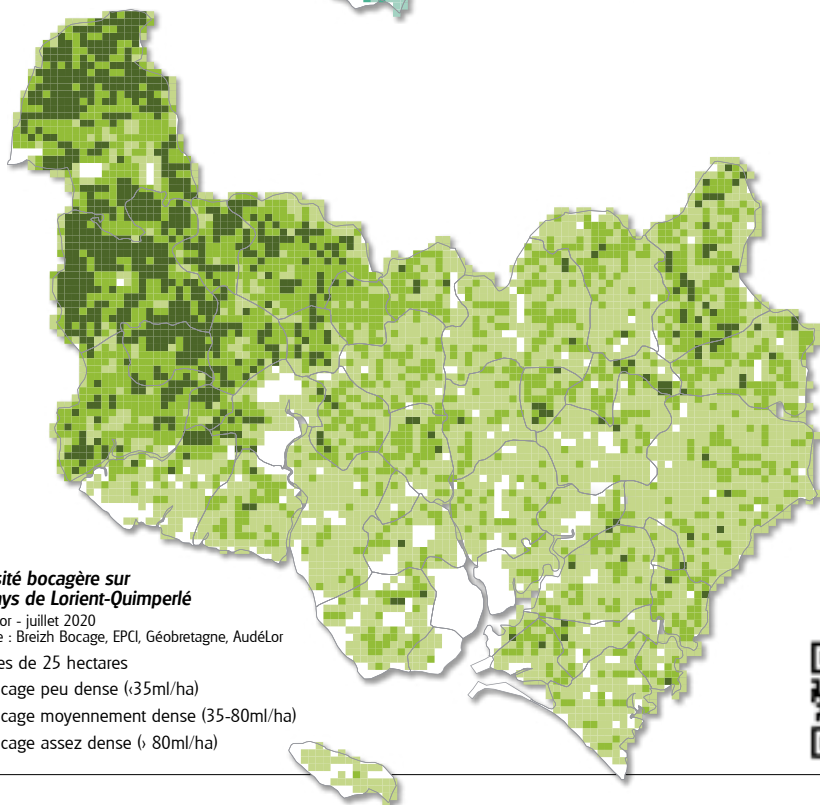 sité bocagère sur
ys de Lorient-Quimperlé
or - juillet 2020
e : Breizh Bocage, EPCI, Géobretagne, AudéLor
es de 25 hectares
cage peu dense (‹35ml/ha)
cage moyennement dense (35-80ml/ha)
cage assez dense (› 80ml/ha)